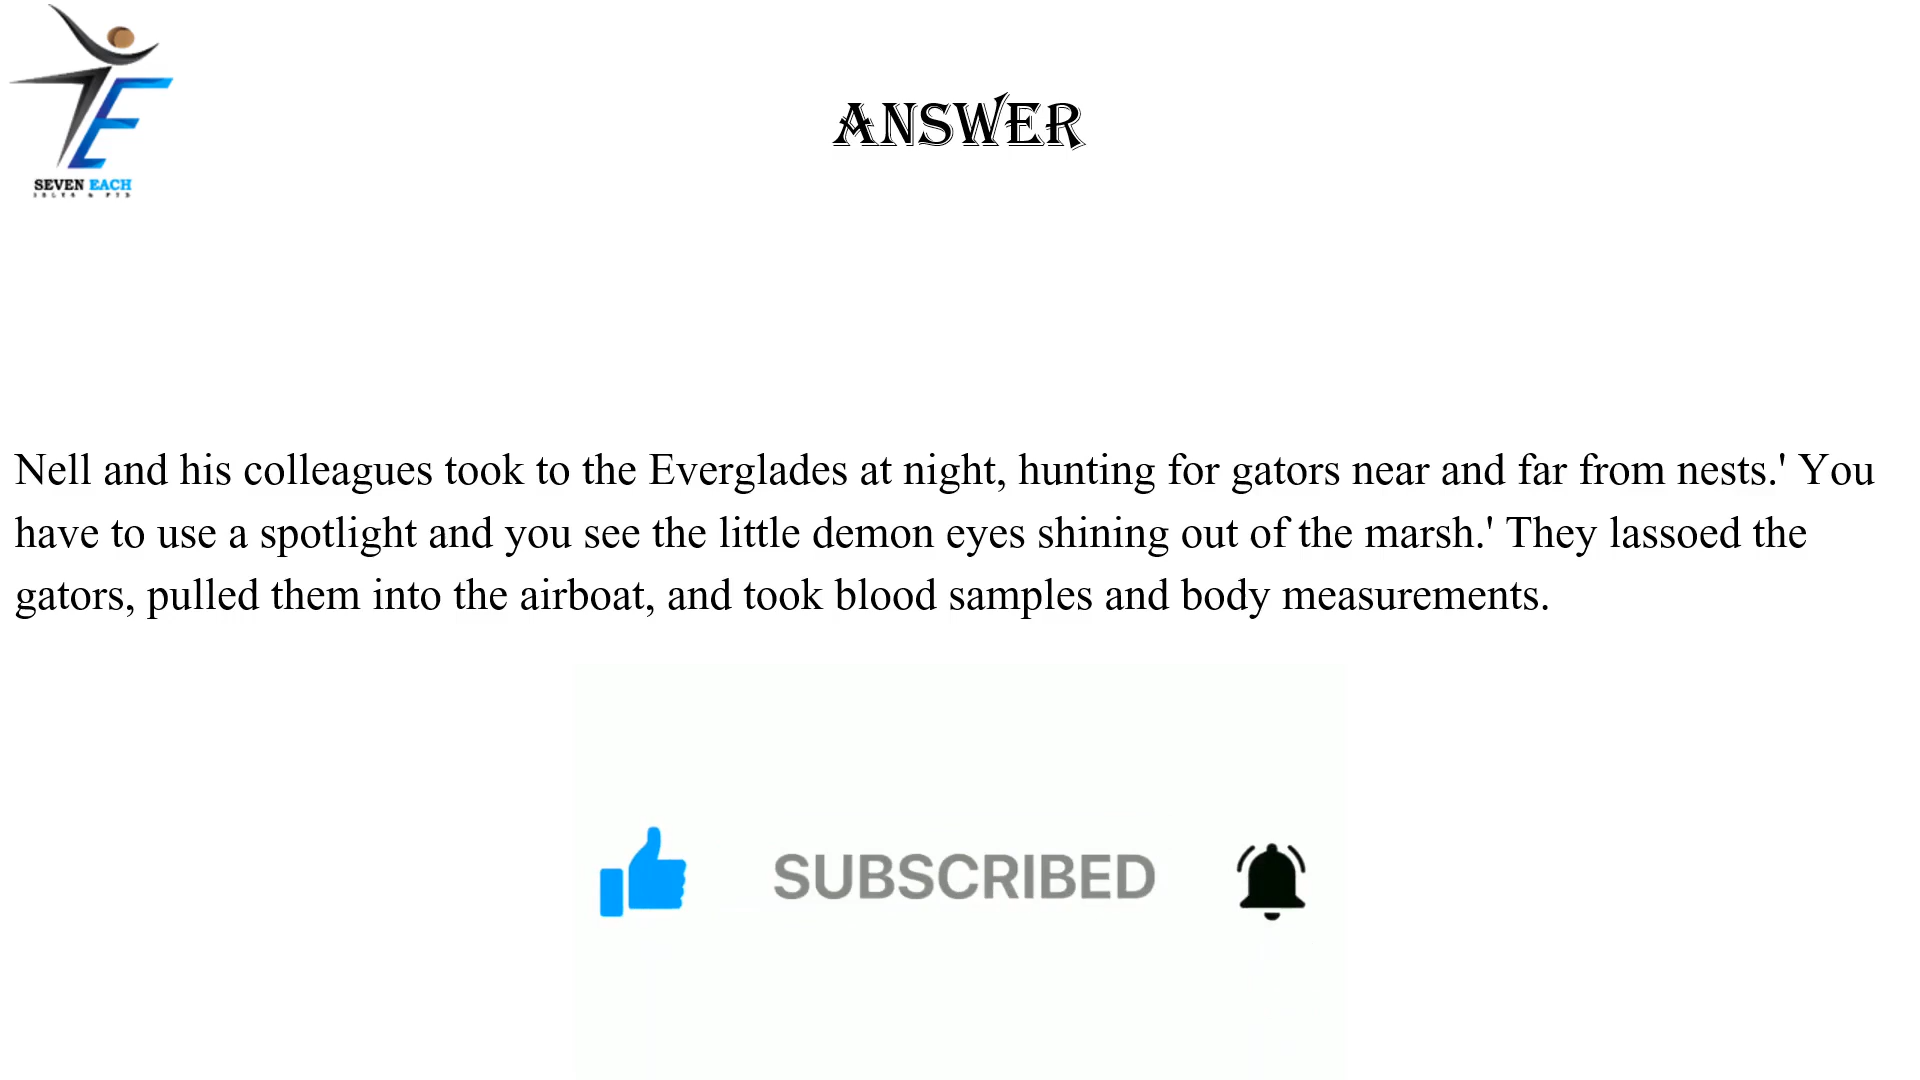 SEVEN EACH
IELTS & PTE
ANSWER
Nell and his colleagues took to the Everglades at night, hunting for gators near and far from nests.' You
have to use a spotlight and you see the little demon eyes shining out of the marsh.' They lassoed the
gators, pulled them into the airboat, and took blood samples and body measurements.
SUBSCRIBED